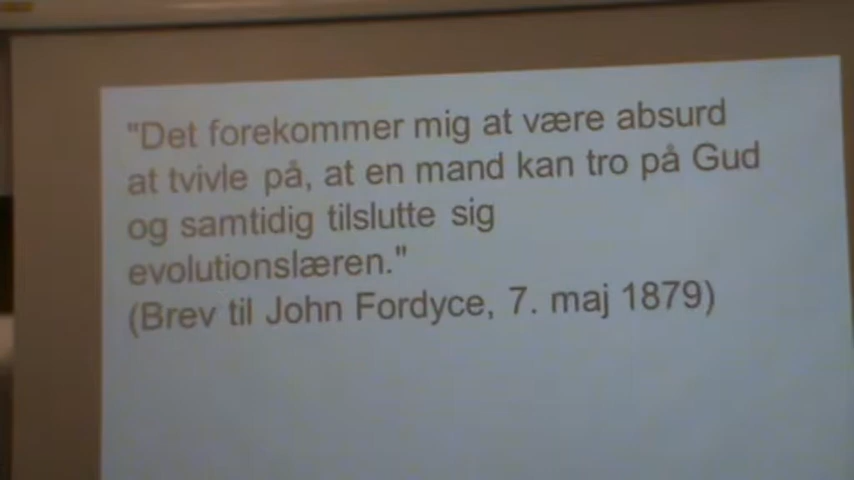 "Det forekommer mig at være absurd
at tvivle på, at en mand kan tro på Gud
og samtidig tilslutte sig
evolutionslæren."
(Brev til John Fordyce, 7. maj 1879)